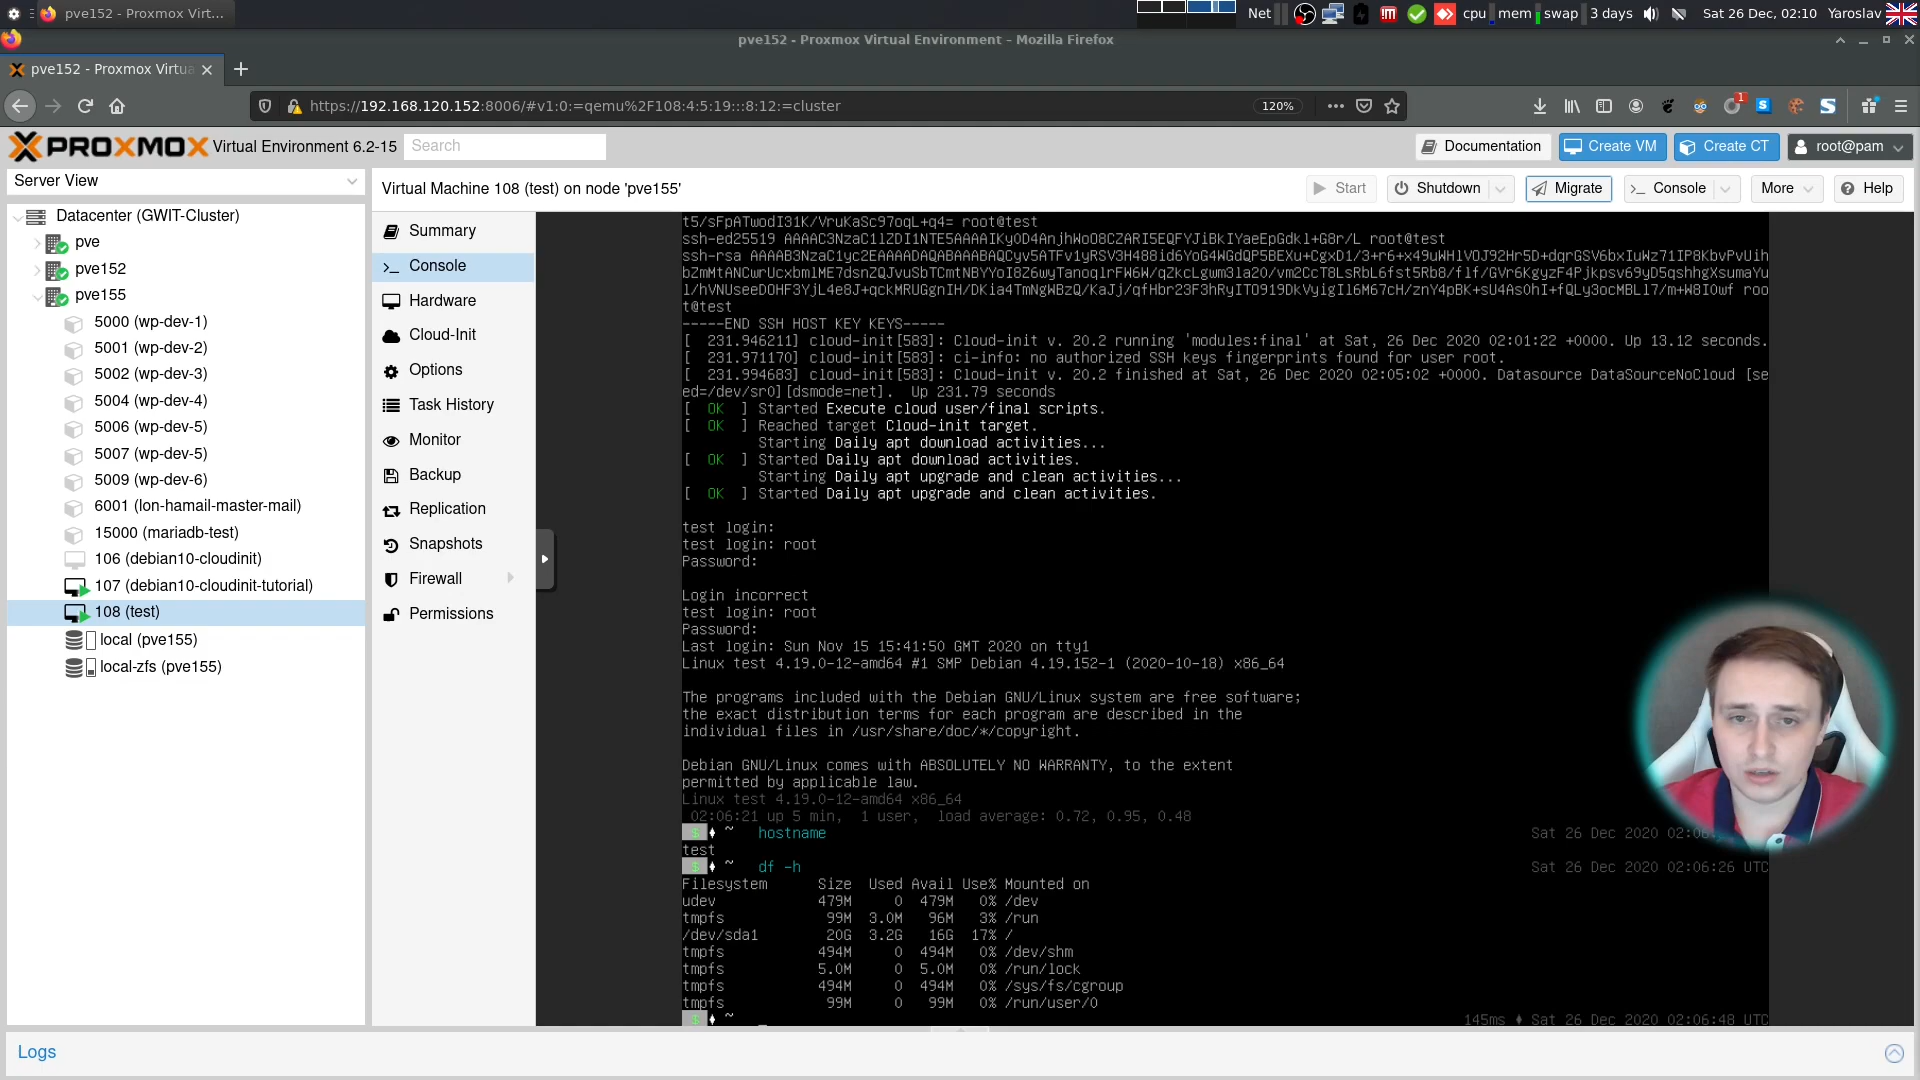 pve152 - Proxmox Virt...
Net
cpu
mem
swap
3 days
Sat 26 Dec, 02:10
Yaroslav
pve152 - Proxmox Virtual Environment – Mozilla Firefox
pve152 - Proxmox Virtua
https://192.168.120.152:8006/#v1:0:=qemu%2F108:4:5:19:::8:12:=cluster
120%
1
PROXMOX Virtual Environment 6.2-15
Search
Documentation
Create VM
Create CT
root@pam
Server View
Virtual Machine 108 (test) on node 'pve155'
Start
Shutdown
Migrate
Console
More
Help
Datacenter (GWIT-Cluster)
pve
pve152
pve155
5000 (wp-dev-1)
5001 (wp-dev-2)
5002 (wp-dev-3)
5004 (wp-dev-4)
5006 (wp-dev-5)
5007 (wp-dev-5)
5009 (wp-dev-6)
6001 (lon-hamail-master-mail)
15000 (mariadb-test)
106 (debian10-cloudinit)
107 (debian10-cloudinit-tutorial)
108 (test)
local (pve155)
local-zfs (pve155)
Summary
Console
Hardware
Cloud-Init
Options
Task History
Monitor
Backup
Replication
Snapshots
Firewall
Permissions
root@test
ssh-ed25519 root@test
ssh-rsa
t@test
-----END SSH HOST KEY KEYS-----
[  231.946211] cloud-init[583]: Cloud-init v. 20.2 running 'modules:final' at Sat, 26 Dec 2020 02:01:22 +0000. Up 13.12 seconds.
[  231.971170] cloud-init[583]: ci-info: no authorized SSH keys fingerprints found for user root.
[  231.994683] cloud-init[583]: Cloud-init v. 20.2 finished at Sat, 26 Dec 2020 02:05:02 +0000. Datasource DataSourceNoCloud [se
ed=/dev/sr0][dsmode=net].  Up 231.79 seconds
[  OK  ] Started Execute cloud user/final scripts.
[  OK  ] Reached target Cloud-init target.
Starting Daily apt download activities...
[  OK  ] Started Daily apt download activities.
Starting Daily apt upgrade and clean activities...
[  OK  ] Started Daily apt upgrade and clean activities.
test login:
test login: root
Password:
Login incorrect
test login: root
Password:
Last login: Sun Nov 15 15:41:50 GMT 2020 on tty1
Linux test 4.19.0-12-amd64 #1 SMP Debian 4.19.152-1 (2020-10-18) x86_64
The programs included with the Debian GNU/Linux system are free software;
the exact distribution terms for each program are described in the
individual files in /usr/share/doc/*/copyright.
Debian GNU/Linux comes with ABSOLUTELY NO WARRANTY, to the extent
permitted by applicable law.
Linux test 4.19.0-12-amd64 x86_64
02:06:21 up 5 min,  1 user,  load average: 0.72, 0.95, 0.48
$ ~ hostname Sat 26 Dec 2020
test
$ ~ df -h Sat 26 Dec 2020 02:06:26 UTC
Filesystem Size Used Avail Use% Mounted on
udev 479M 0 479M 0% /dev
tmpfs 99M 3.0M 96M 3% /run
/dev/sda1 20G 3.2G 16G 17% /
tmpfs 494M 0 494M 0% /dev/shm
tmpfs 5.0M 0 5.0M 0% /run/lock
tmpfs 494M 0 494M 0% /sys/fs/cgroup
tmpfs 99M 0 99M 0% /run/user/0
$ ~ 145ms ♦ Sat 26 Dec 2020 02:06:48 UTC
Logs